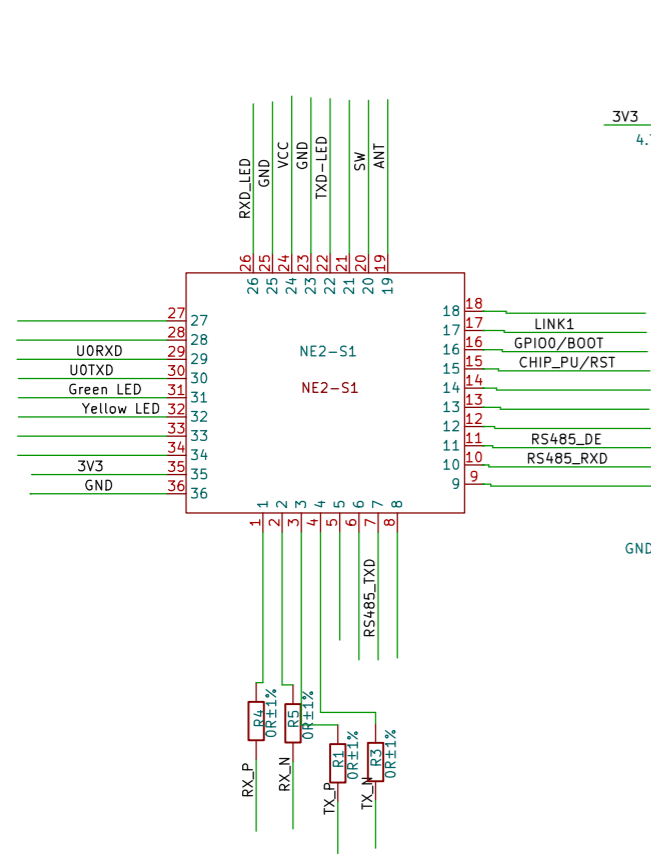 3V3
4.
RXD_LED
GND
VCC
GND
TXD-LED
SW
ANT
26 25 24 23 22 21 20 19
26 25 24 23 22 21 20 19
27 27
28 28
U0RXD 29 29
U0TXD 30 30
Green LED 31 31
Yellow LED 32 32
33 33
34 34
3V3 35 35
GND 36 36
NE2-S1
NE2-S1
18 18
17 17 LINK1
16 16 GPIO0/BOOT
15 15 CHIP_PU/RST
14 14
13 13
12 12
11 11 RS485_DE
10 10 RS485_RXD
9 9
1 2 3 4 5 6 7 8
1 2 3 4 5 6 7 8
GND
RS485_TXD
R4 0R±1%
R5 0R±1%
R1 0R±1%
R3 0R±1%
RX_P
RX_N
TX_P
TX_N